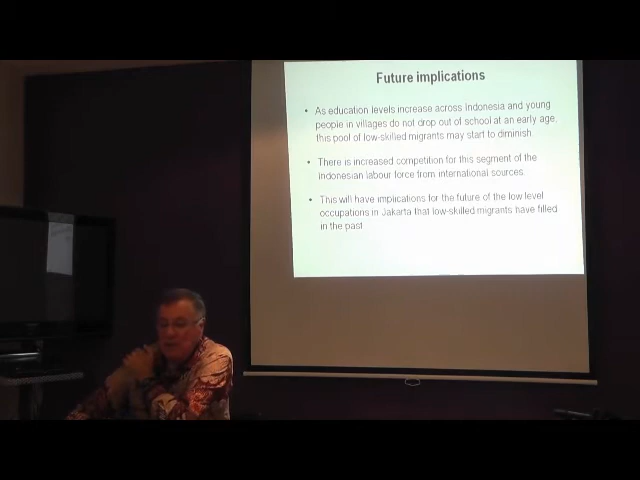 Future implications
• As education levels increase across Indonesia and young
people in villages do not drop out of school at an early age,
this pool of low-skilled migrants may start to diminish.
• There is increased competition for this segment of the
Indonesian labour force from international sources.
• This will have implications for the future of the low level
occupations in Jakarta that low-skilled migrants have filled
in the past